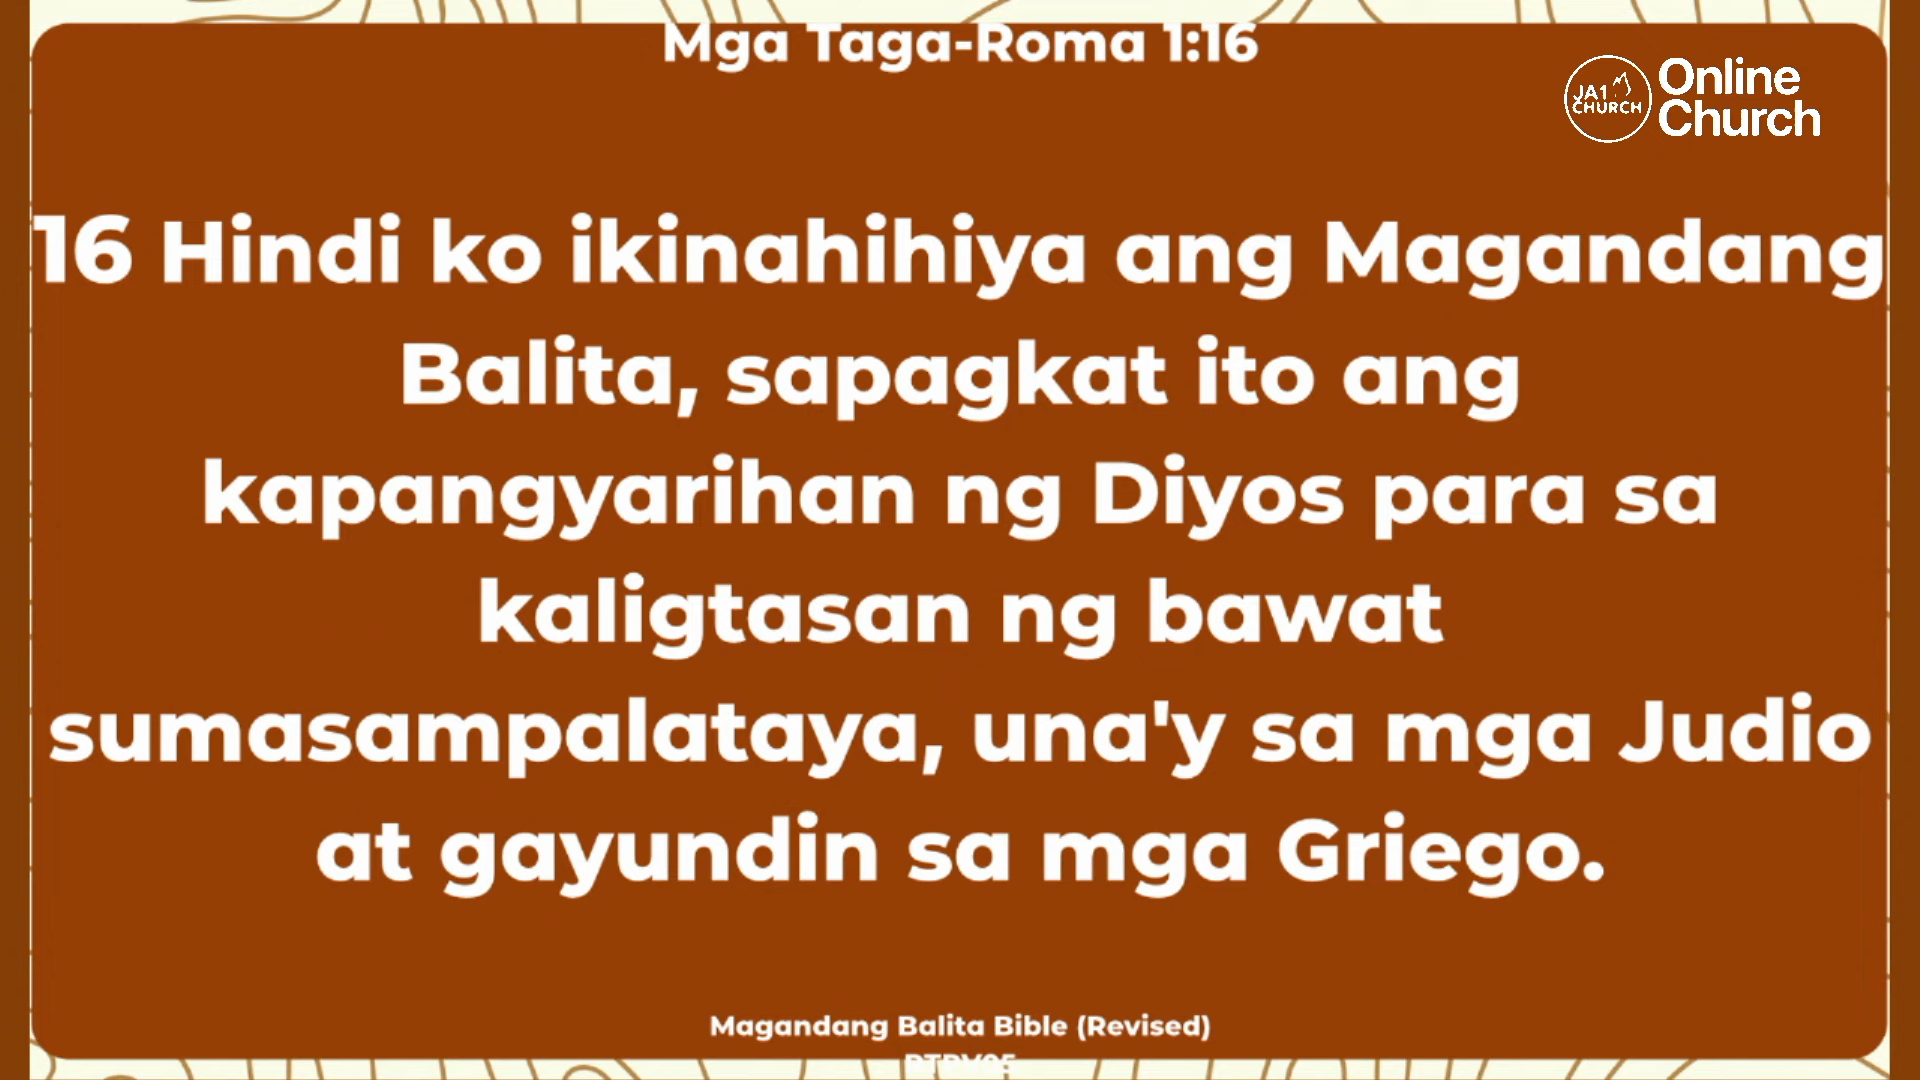 Mga Taga-Roma 1:16
JA1
CHURCH
Online
Church
16 Hindi ko ikinahihiya ang Magandang
Balita, sapagkat ito ang
kapangyarihan ng Diyos para sa
kaligtasan ng bawat
sumasampalataya, una'y sa mga Judio
at gayundin sa mga Griego.
Magandang Balita Bible (Revised)